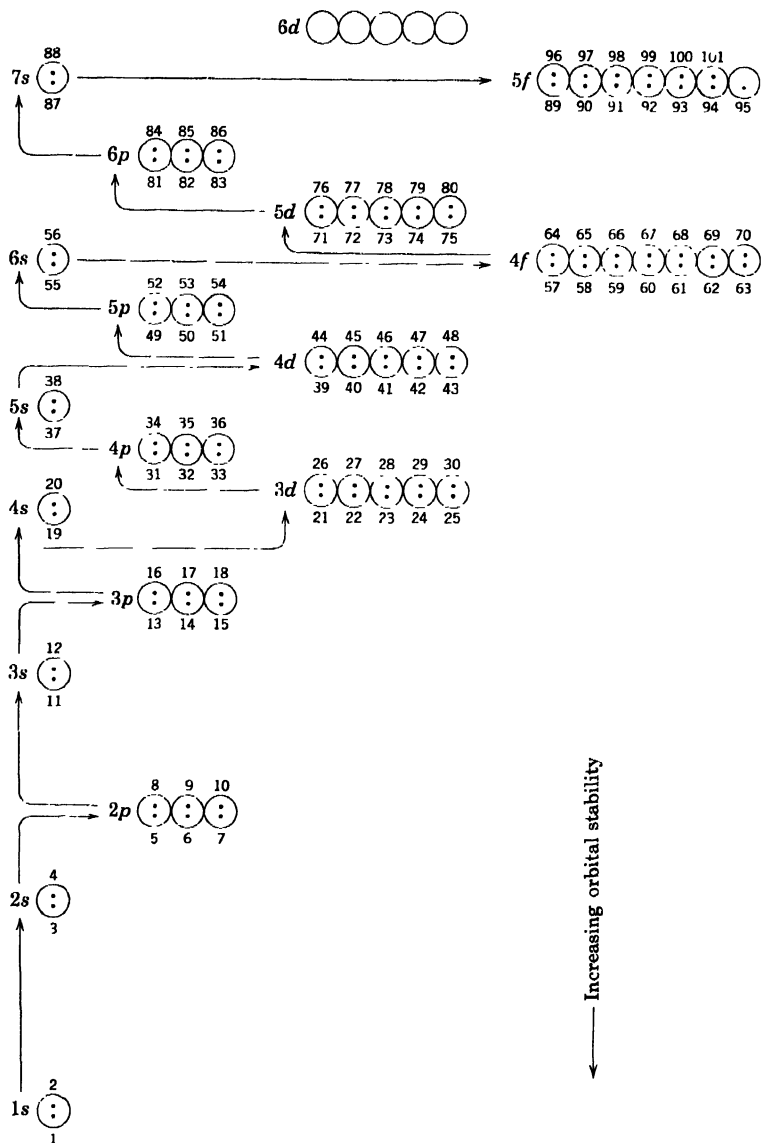 6d
88
96 97 98 99 100 101
7s
5f
87
89 90 91 92 93 94 95
84 85 86
6p
81 82 83
76 77 78 79 80
5d
71 72 73 74 75
56
64 65 66 67 68 69 70
6s
4f
55
57 58 59 60 61 62 63
52 53 54
5p
49 50 51
44 45 46 47 48
4d
39 40 41 42 43
38
5s
37
34 35 36
4p
31 32 33
26 27 28 29 30
3d
21 22 23 24 25
20
4s
19
16 17 18
3p
13 14 15
12
3s
11
8 9 10
2p
5 6 7
4
2s
3
Increasing orbital stability
2
1s
1